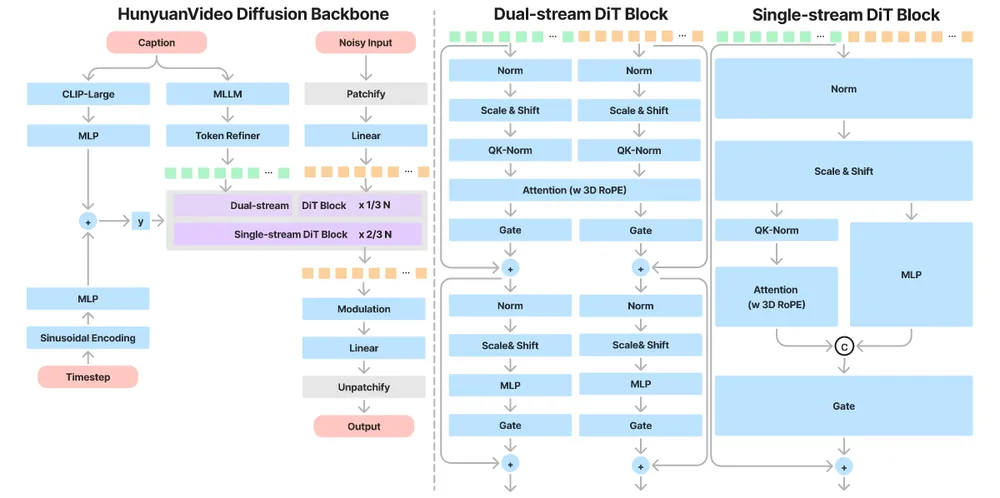 HunyuanVideo Diffusion Backbone
Caption
Noisy Input
CLIP-Large
MLLM
Patchify
MLP
Token Refiner
Linear
...
...
Dual-stream DiT Block x 1/3 N
+
y
Single-stream DiT Block x 2/3 N
...
MLP
Modulation
Sinusoidal Encoding
Linear
Timestep
Unpatchify
Output
Dual-stream DiT Block
...
...
Norm
Norm
Scale & Shift
Scale & Shift
QK-Norm
QK-Norm
Attention (w 3D RoPE)
Gate
Gate
+
+
Norm
Norm
Scale& Shift
Scale& Shift
MLP
MLP
Gate
Gate
+
+
Single-stream DiT Block
...
...
Norm
Scale & Shift
QK-Norm
MLP
Attention
(w 3D RoPE)
C
Gate
+